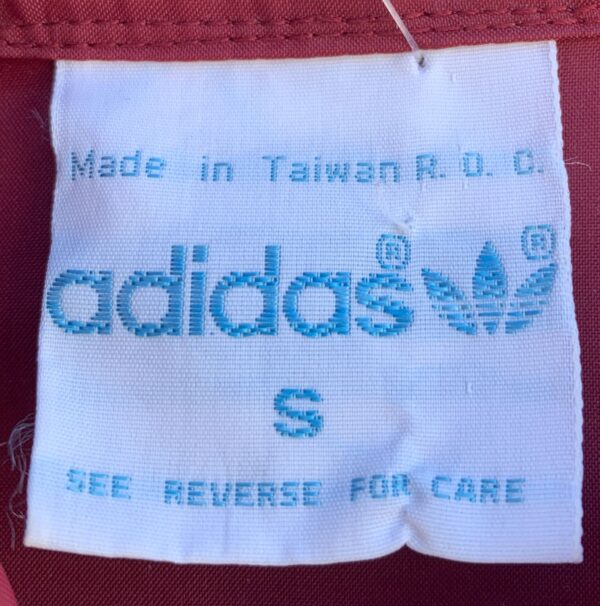 Made in Taiwan R. O. C.
adidas®
®
S
SEE REVERSE FOR CARE